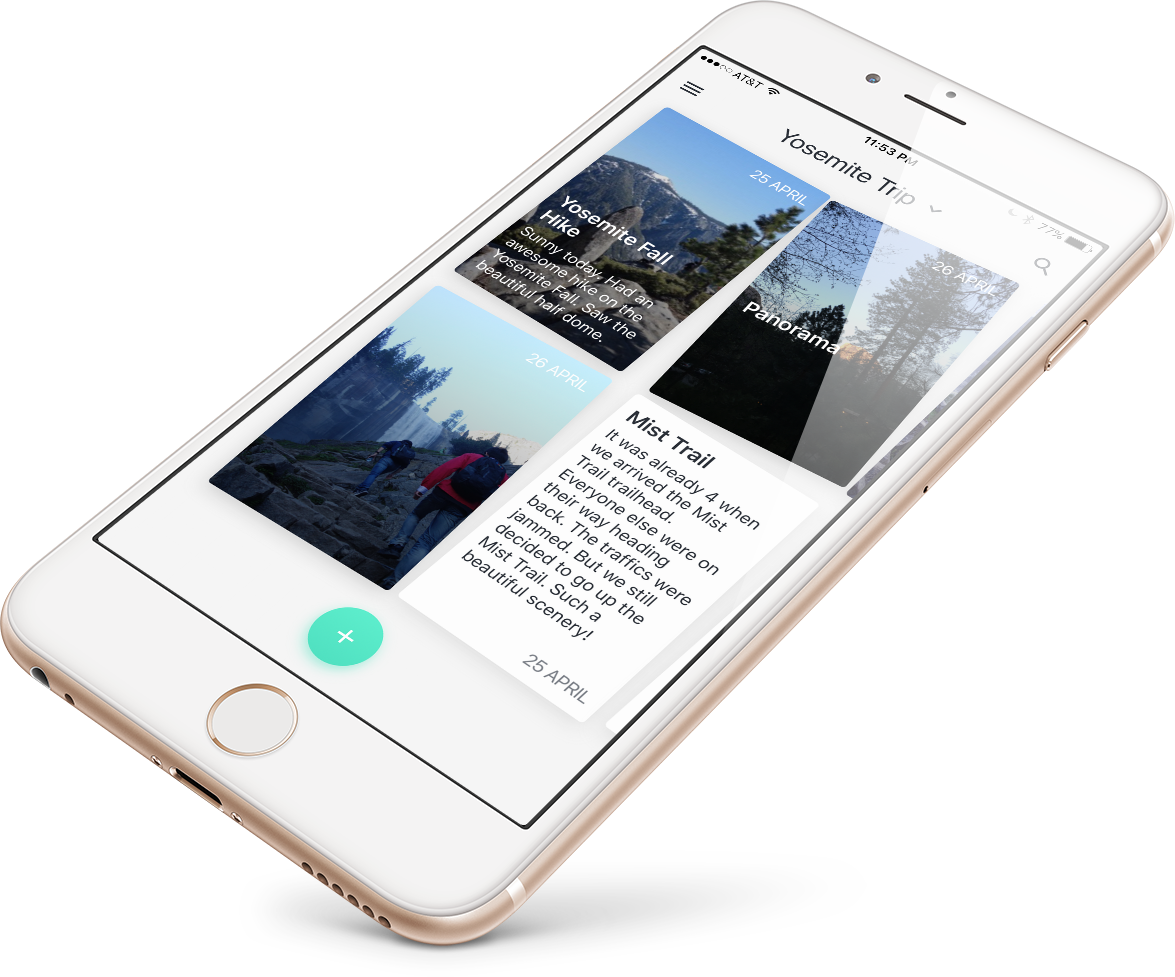 AT&T
11:53 PM
77%
Yosemite Trip
25 APRIL
Yosemite Fall
Hike
Sunny today. Had an
awesome hike on the
Yosemite Fall. Saw the
beautiful half dome.
26 APRIL
Panorama
26 APRIL
Mist Trail
It was already 4 when
we arrived the Mist
Trail trailhead.
Everyone else were on
their way heading
back. The traffics were
jammed. But we still
decided to go up the
Mist Trail. Such a
beautiful scenery!
25 APRIL
+